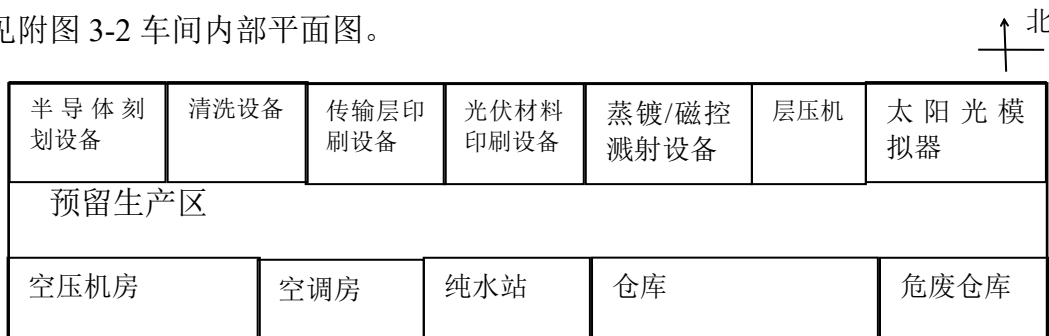 见附图 3-2 车间内部平面图。
北
半导体刻
划设备
清洗设备
传输层印
刷设备
光伏材料
印刷设备
蒸镀/磁控
溅射设备
层压机
太阳光模
拟器
预留生产区
空压机房
空调房
纯水站
仓库
危废仓库